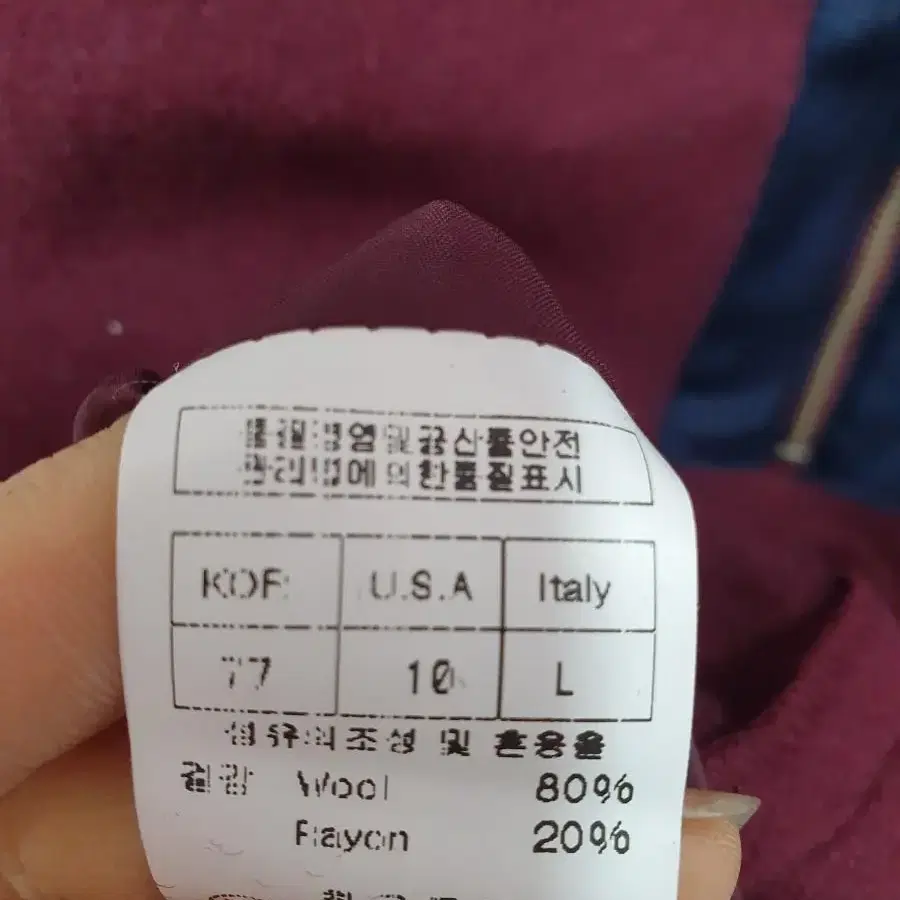 품질경영 및 공산품안전
관리법에 의한 품질표시
KOR U.S.A Italy
77 10 L
섬유의 조성 및 혼용율
겉감 Wool 80%
Rayon 20%